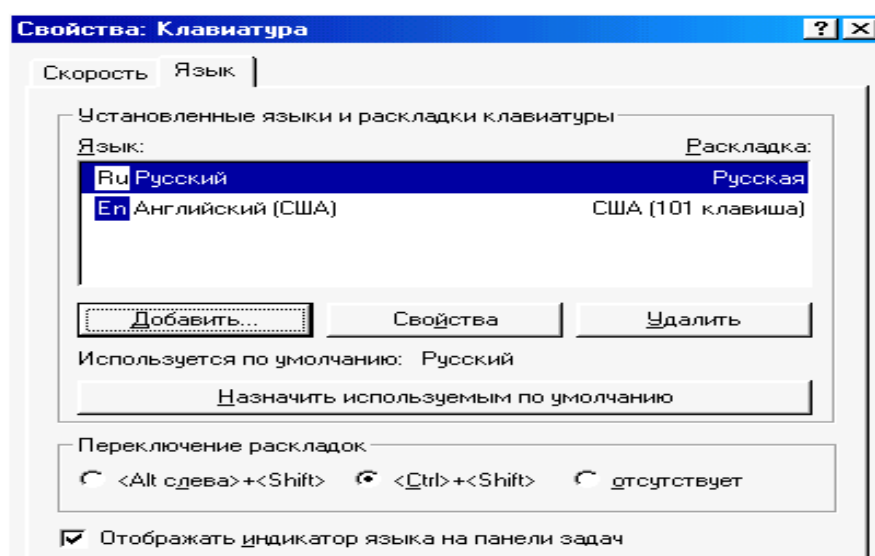 Свойства: Клавиатура
Скорость Язык
Установленные языки и раскладки клавиатуры
Язык: Раскладка:
Ru Русский Русская
En Английский (США) США (101 клавиша)
Добавить... Свойства Удалить
Используется по умолчанию: Русский
Назначить используемым по умолчанию
Переключение раскладок
<Alt слева>+<Shift> <Ctrl>+<Shift> отсутствует
Отображать индикатор языка на панели задач